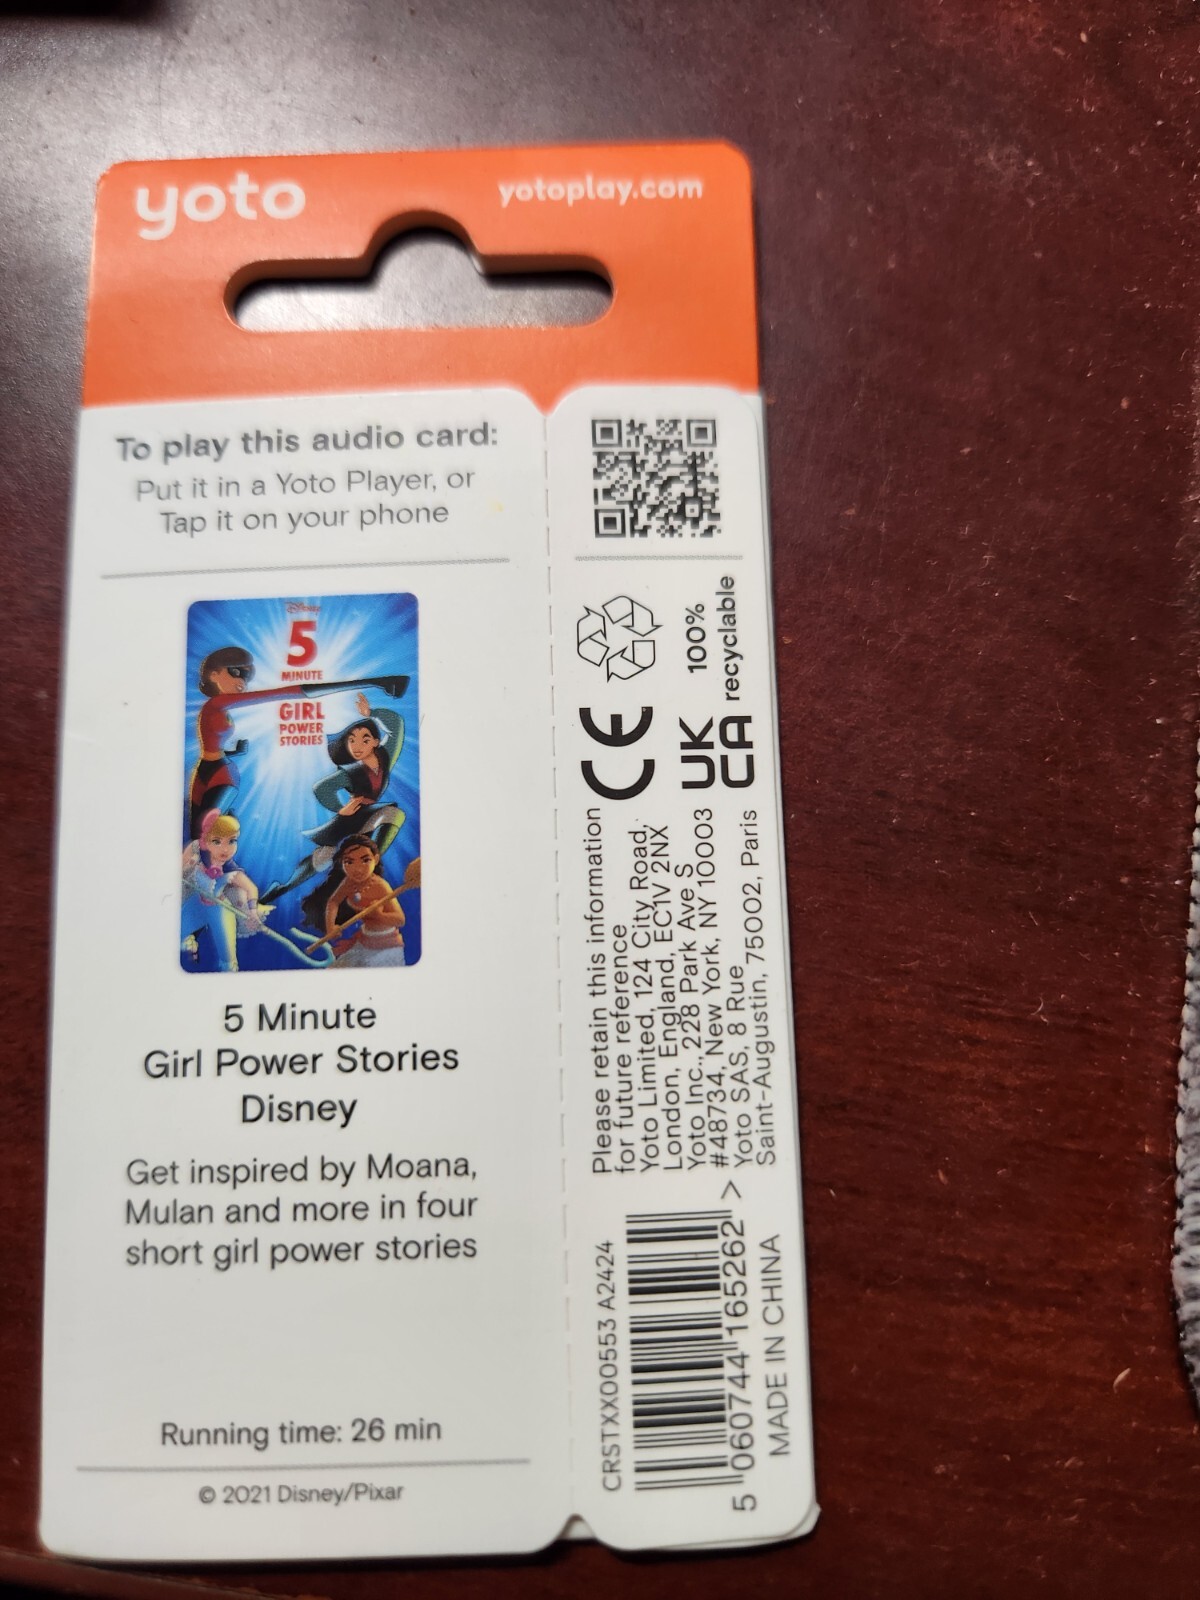 yoto
yotoplay.com
To play this audio card:
Put it in a Yoto Player, or
Tap it on your phone
Disney
5
MINUTE
GIRL
POWER
STORIES
5 Minute
Girl Power Stories
Disney
Get inspired by Moana,
Mulan and more in four
short girl power stories
Running time: 26 min
© 2021 Disney/Pixar
100%
recyclable
CE
UK
CA
Please retain this information
for future reference
Yoto Limited, 124 City Road,
London, England, EC1V 2NX
Yoto Inc., 228 Park Ave S
#48734, New York, NY 10003
Yoto SAS, 8 Rue
Saint-Augustin, 75002, Paris
CRSTXX00553 A2424
5 060744 165262 >
MADE IN CHINA